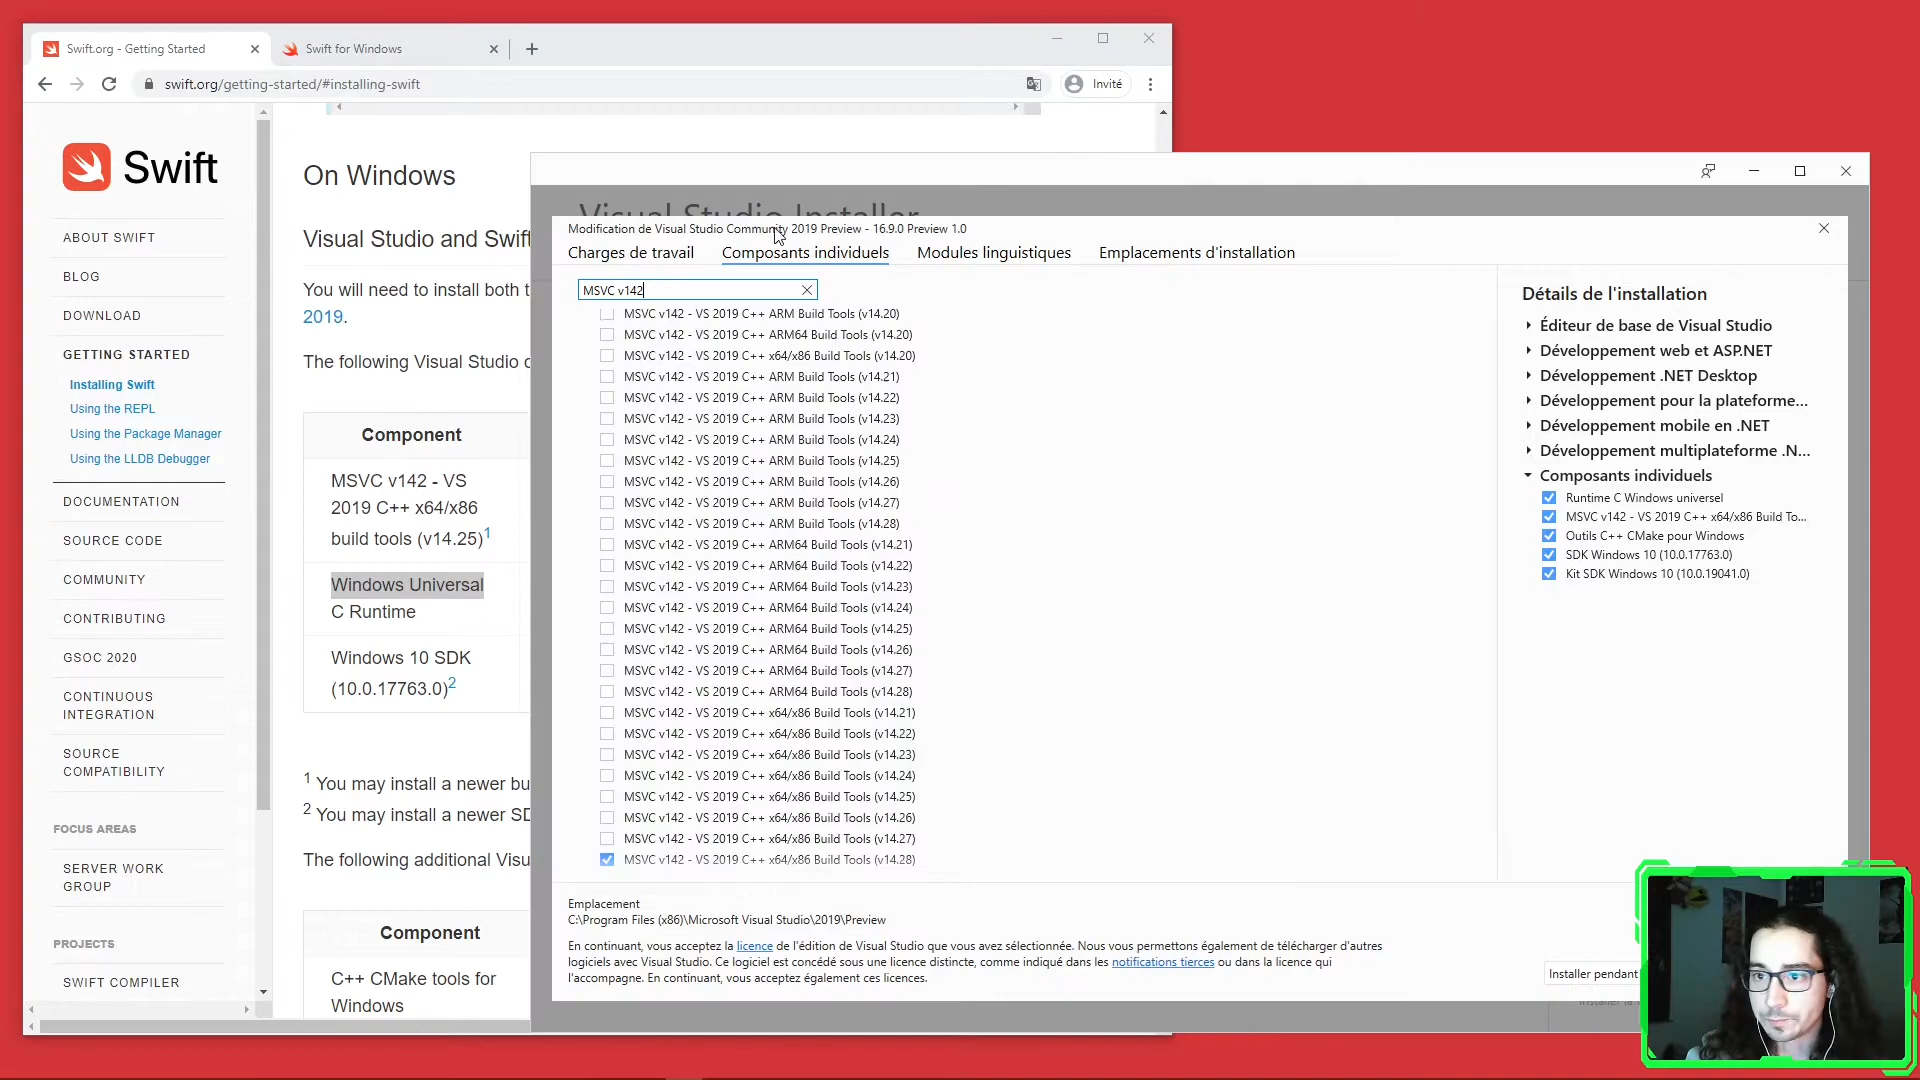 Swift.org - Getting Started
Swift for Windows
swift.org/getting-started/#installing-swift
Invité
Swift
ABOUT SWIFT
BLOG
DOWNLOAD
GETTING STARTED
Installing Swift
Using the REPL
Using the Package Manager
Using the LLDB Debugger
DOCUMENTATION
SOURCE CODE
COMMUNITY
CONTRIBUTING
GSOC 2020
CONTINUOUS
INTEGRATION
SOURCE
COMPATIBILITY
FOCUS AREAS
SERVER WORK
GROUP
PROJECTS
SWIFT COMPILER
On Windows
Visual Studio and Swift
You will need to install both t
2019.
The following Visual Studio c
Component
MSVC v142 - VS
2019 C++ x64/x86
build tools (v14.25)1
Windows Universal
C Runtime
Windows 10 SDK
(10.0.17763.0)2
1 You may install a newer bu
2 You may install a newer SD
The following additional Visu
Component
C++ CMake tools for
Windows
Visual Studio Installer
Modification de Visual Studio Community 2019 Preview - 16.9.0 Preview 1.0
Charges de travail
Composants individuels
Modules linguistiques
Emplacements d'installation
MSVC v142
MSVC v142 - VS 2019 C++ ARM Build Tools (v14.20)
MSVC v142 - VS 2019 C++ ARM64 Build Tools (v14.20)
MSVC v142 - VS 2019 C++ x64/x86 Build Tools (v14.20)
MSVC v142 - VS 2019 C++ ARM Build Tools (v14.21)
MSVC v142 - VS 2019 C++ ARM Build Tools (v14.22)
MSVC v142 - VS 2019 C++ ARM Build Tools (v14.23)
MSVC v142 - VS 2019 C++ ARM Build Tools (v14.24)
MSVC v142 - VS 2019 C++ ARM Build Tools (v14.25)
MSVC v142 - VS 2019 C++ ARM Build Tools (v14.26)
MSVC v142 - VS 2019 C++ ARM Build Tools (v14.27)
MSVC v142 - VS 2019 C++ ARM Build Tools (v14.28)
MSVC v142 - VS 2019 C++ ARM64 Build Tools (v14.21)
MSVC v142 - VS 2019 C++ ARM64 Build Tools (v14.22)
MSVC v142 - VS 2019 C++ ARM64 Build Tools (v14.23)
MSVC v142 - VS 2019 C++ ARM64 Build Tools (v14.24)
MSVC v142 - VS 2019 C++ ARM64 Build Tools (v14.25)
MSVC v142 - VS 2019 C++ ARM64 Build Tools (v14.26)
MSVC v142 - VS 2019 C++ ARM64 Build Tools (v14.27)
MSVC v142 - VS 2019 C++ ARM64 Build Tools (v14.28)
MSVC v142 - VS 2019 C++ x64/x86 Build Tools (v14.21)
MSVC v142 - VS 2019 C++ x64/x86 Build Tools (v14.22)
MSVC v142 - VS 2019 C++ x64/x86 Build Tools (v14.23)
MSVC v142 - VS 2019 C++ x64/x86 Build Tools (v14.24)
MSVC v142 - VS 2019 C++ x64/x86 Build Tools (v14.25)
MSVC v142 - VS 2019 C++ x64/x86 Build Tools (v14.26)
MSVC v142 - VS 2019 C++ x64/x86 Build Tools (v14.27)
MSVC v142 - VS 2019 C++ x64/x86 Build Tools (v14.28)
Détails de l'installation
Éditeur de base de Visual Studio
Développement web et ASP.NET
Développement .NET Desktop
Développement pour la plateforme...
Développement mobile en .NET
Développement multiplateforme .N...
Composants individuels
Runtime C Windows universel
MSVC v142 - VS 2019 C++ x64/x86 Build To...
Outils C++ CMake pour Windows
SDK Windows 10 (10.0.17763.0)
Kit SDK Windows 10 (10.0.19041.0)
Emplacement
C:\Program Files (x86)\Microsoft Visual Studio\2019\Preview
En continuant, vous acceptez la licence de l'édition de Visual Studio que vous avez sélectionnée. Nous vous permettons également de télécharger d'autres
logiciels avec Visual Studio. Ce logiciel est concédé sous une licence distincte, comme indiqué dans les notifications tierces ou dans la licence qui
l'accompagne. En continuant, vous acceptez également ces licences.
Installer pendant